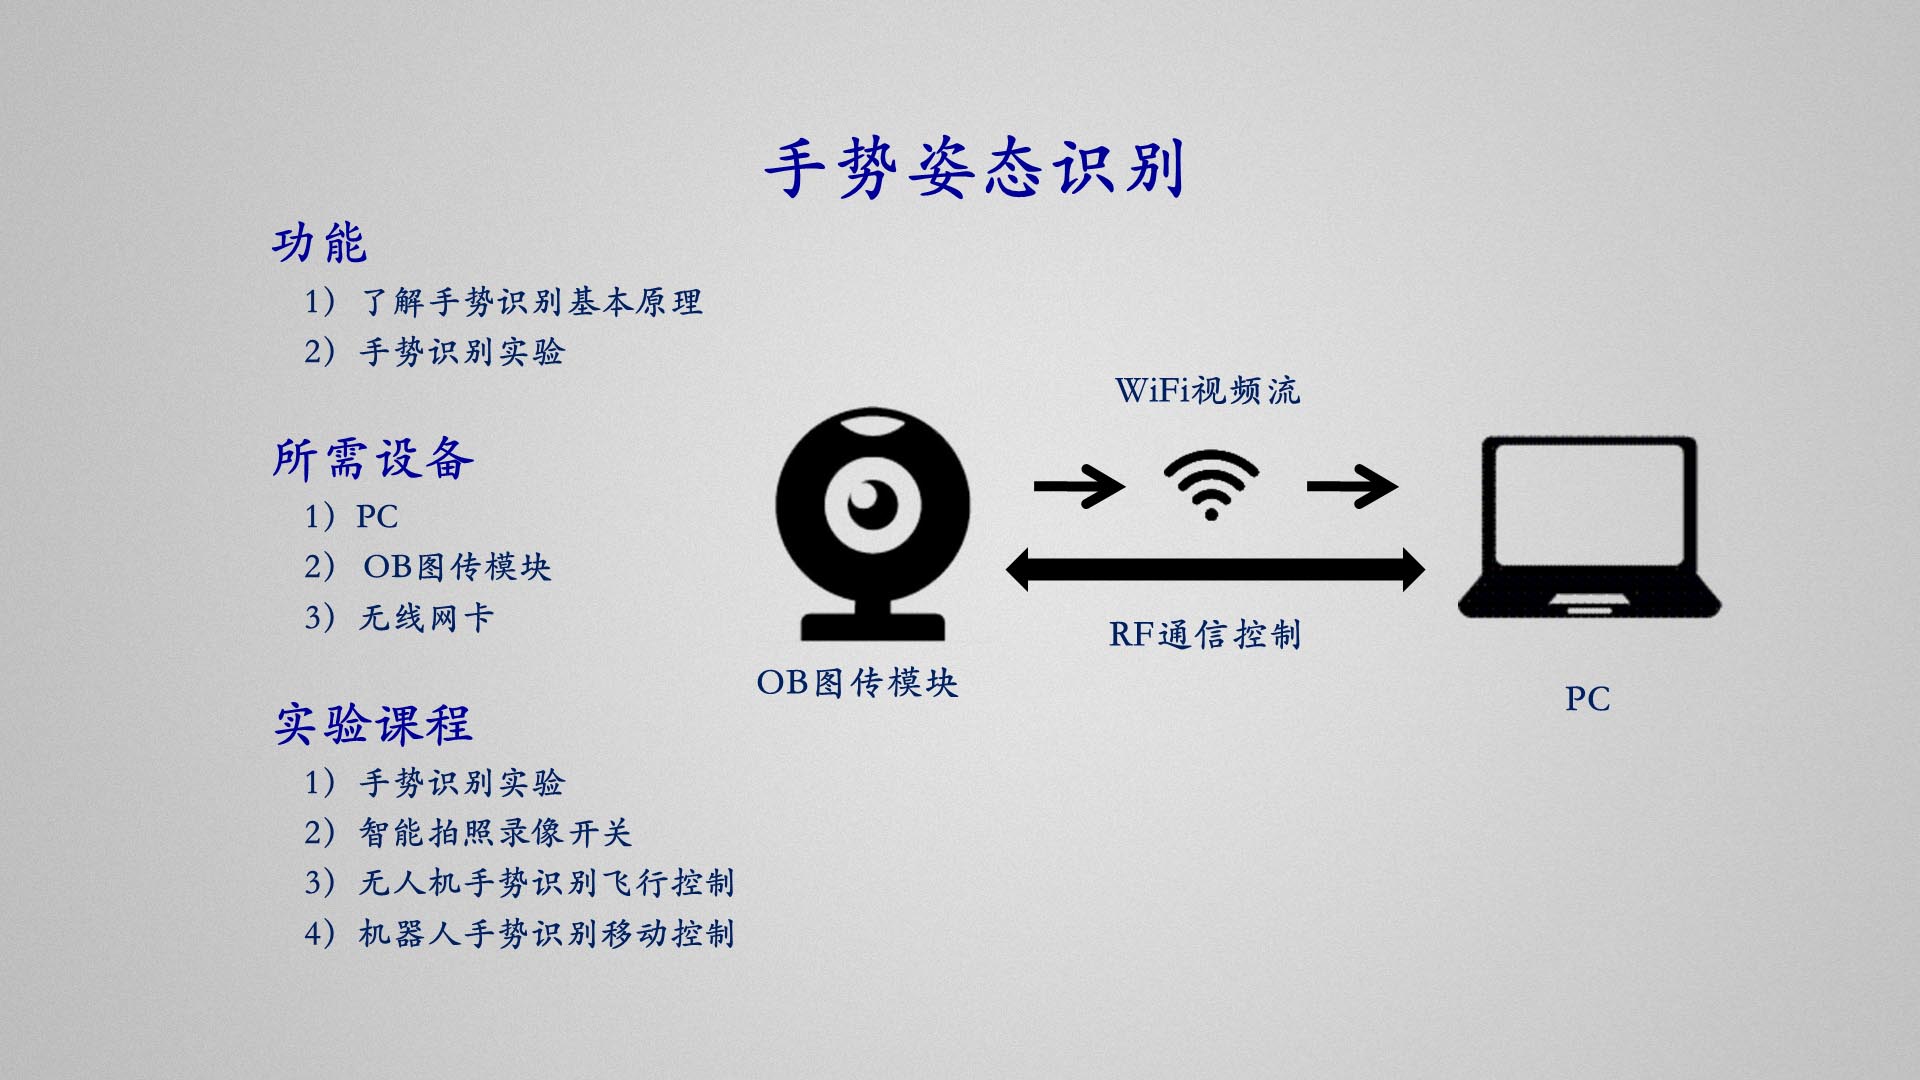 手势姿态识别
功能
1）了解手势识别基本原理
2）手势识别实验
所需设备
1）PC
2） OB图传模块
3）无线网卡
实验课程
1）手势识别实验
2）智能拍照录像开关
3）无人机手势识别飞行控制
4）机器人手势识别移动控制
WiFi视频流
RF通信控制
OB图传模块
PC